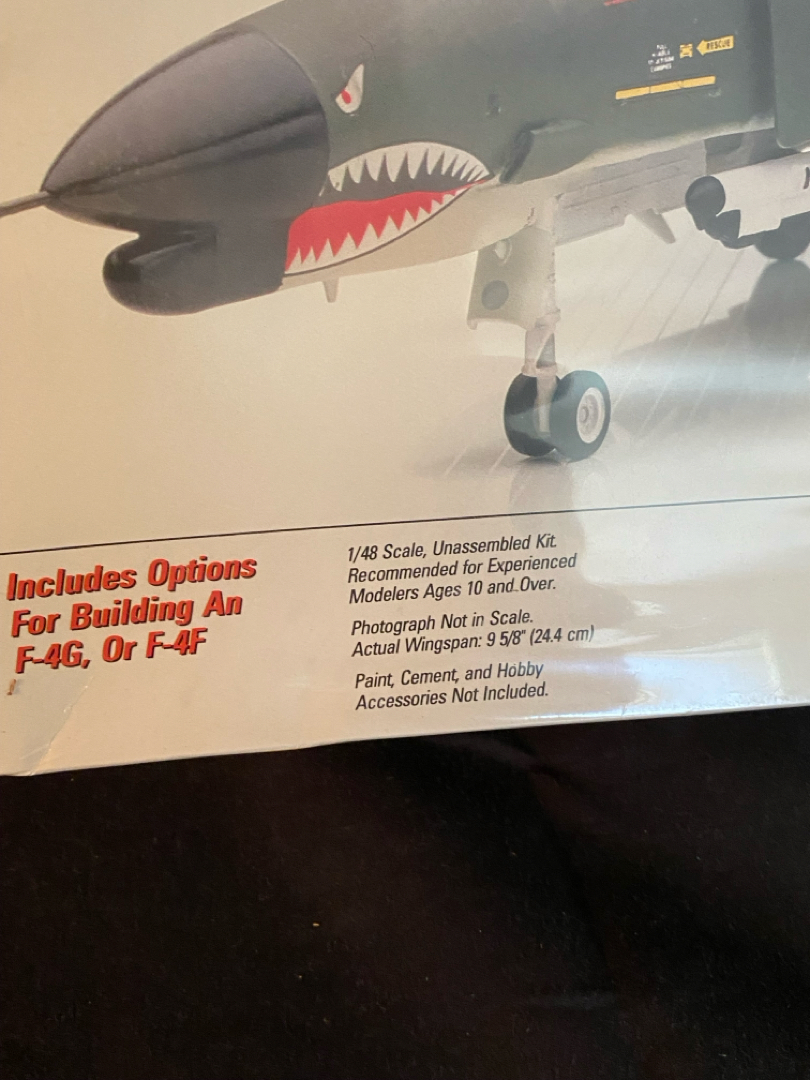 RESCUE
Includes Options
For Building An
F-4G, Or F-4F
1/48 Scale, Unassembled Kit.
Recommended for Experienced
Modelers Ages 10 and Over.
Photograph Not in Scale.
Actual Wingspan: 9 5/8" (24.4 cm)
Paint, Cement, and Hobby
Accessories Not Included.